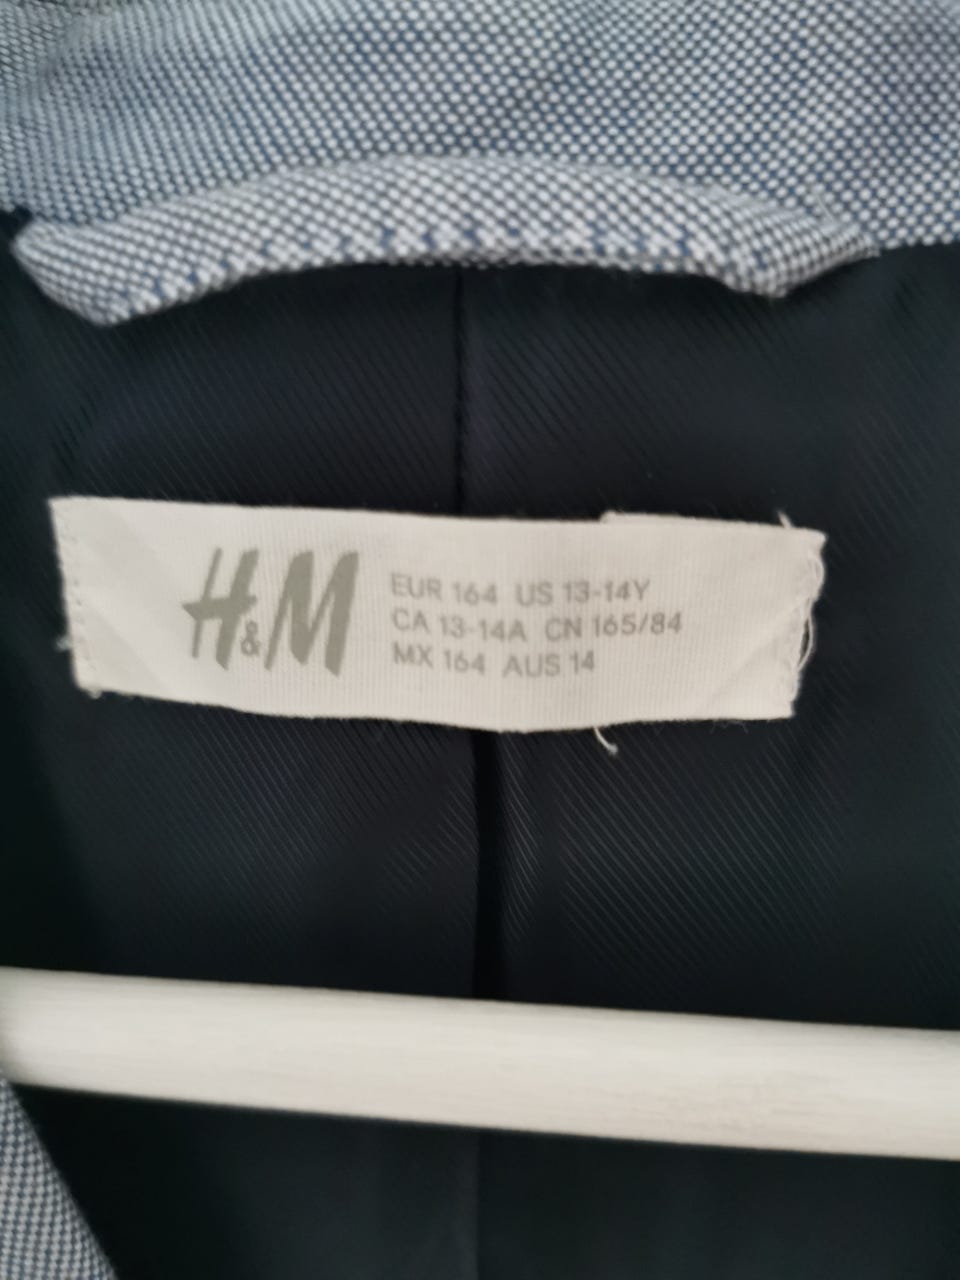 H&M
EUR 164 US 13-14Y
CA 13-14A CN 165/84
MX 164 AUS 14